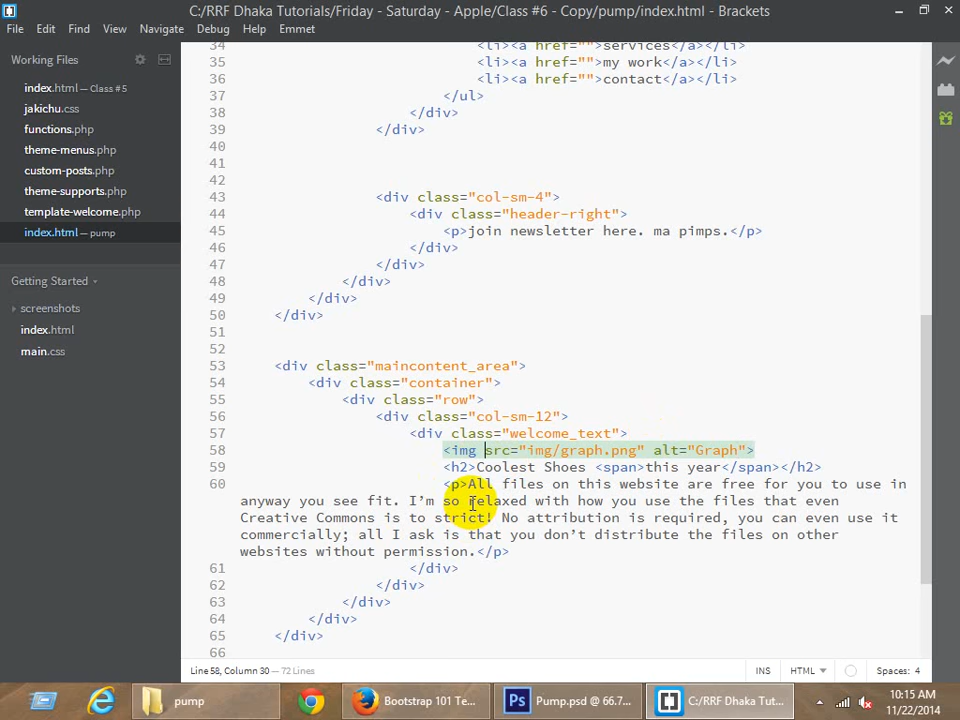 C:/RRF Dhaka Tutorials/Friday - Saturday - Apple/Class #6 - Copy/pump/index.html - Brackets
File Edit Find View Navigate Debug Help Emmet
Working Files
index.html — Class #5
jakichu.css
functions.php
theme-menus.php
custom-posts.php
theme-supports.php
template-welcome.php
index.html — pump
Getting Started
screenshots
index.html
main.css
34 <li><a href="">services</a></li>
35 <li><a href="">my work</a></li>
36 <li><a href="">contact</a></li>
37 </ul>
38 </div>
39 </div>
40
41
42
43 <div class="col-sm-4">
44 <div class="header-right">
45 <p>join newsletter here. ma pimps.</p>
46 </div>
47 </div>
48 </div>
49 </div>
50 </div>
51
52
53 <div class="maincontent_area">
54 <div class="container">
55 <div class="row">
56 <div class="col-sm-12">
57 <div class="welcome_text">
58 <img src="img/graph.png" alt="Graph">
59 <h2>Coolest Shoes <span>this year</span></h2>
60 <p>All files on this website are free for you to use in
anyway you see fit. I’m so relaxed with how you use the files that even
Creative Commons is to strict! No attribution is required, you can even use it
commercially; all I ask is that you don’t distribute the files on other
websites without permission.</p>
61 </div>
62 </div>
63 </div>
64 </div>
65 </div>
66
Line 58, Column 30 — 72 Lines
INS HTML Spaces: 4
pump
Bootstrap 101 Te...
Pump.psd @ 66.7...
C:/RRF Dhaka Tut...
10:15 AM
11/22/2014